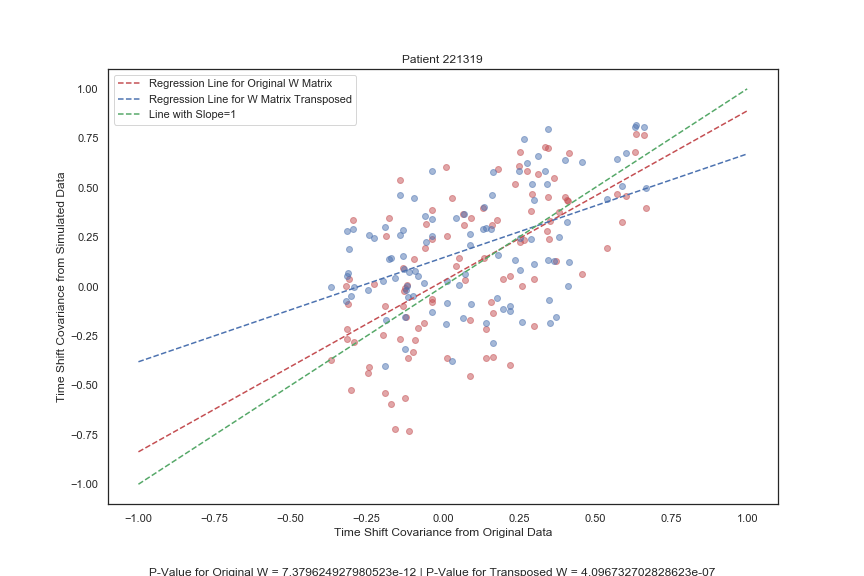 Patient 221319
Regression Line for Original W Matrix
Regression Line for W Matrix Transposed
Line with Slope=1
1.00
0.75
0.50
0.25
0.00
−0.25
−0.50
−0.75
−1.00
Time Shift Covariance from Simulated Data
−1.00 −0.75 −0.50 −0.25 0.00 0.25 0.50 0.75 1.00
Time Shift Covariance from Original Data
P-Value for Original W = 7.379624927980523e-12 | P-Value for Transposed W = 4.096732702828623e-07